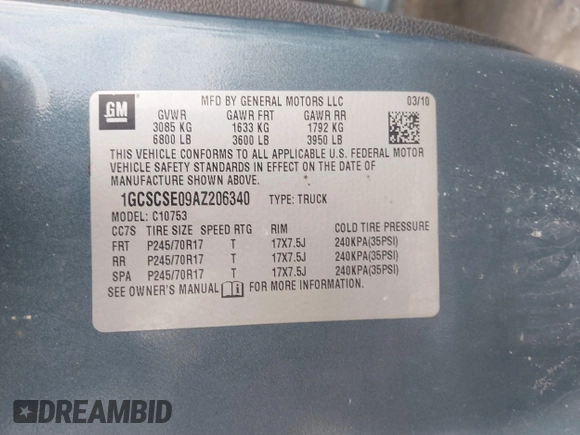 GM
MFD BY GENERAL MOTORS LLC 03/10
GVWR GAWR FRT GAWR RR
3085 KG 1633 KG 1792 KG
6800 LB 3600 LB 3950 LB
THIS VEHICLE CONFORMS TO ALL APPLICABLE U.S. FEDERAL MOTOR
VEHICLE SAFETY STANDARDS IN EFFECT ON THE DATE OF
MANUFACTURE SHOWN ABOVE.
1GCSCSE09AZ206340 TYPE: TRUCK
MODEL: C10753
CC7S TIRE SIZE SPEED RTG RIM COLD TIRE PRESSURE
FRT P245/70R17 T 17X7.5J 240KPA(35PSI)
RR P245/70R17 T 17X7.5J 240KPA(35PSI)
SPA P245/70R17 T 17X7.5J 240KPA(35PSI)
SEE OWNER'S MANUAL FOR MORE INFORMATION.
DREAMBID